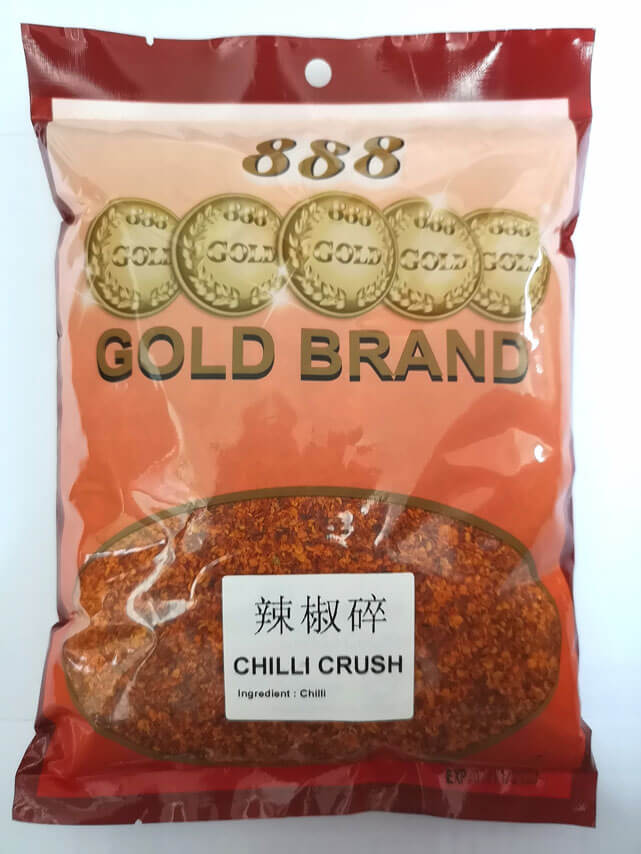 888
888 888 888 888 888
GOLD GOLD GOLD GOLD GOLD
GOLD BRAND
辣椒碎
CHILLI CRUSH
Ingredient : Chilli
EXP